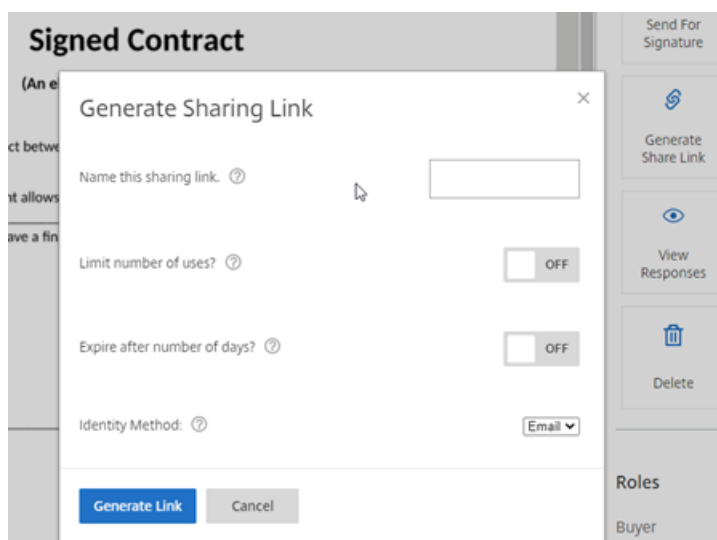 Signed Contract
Send For
Signature
(An e
Generate Sharing Link
Generate
Share Link
ct betwe
Name this sharing link. ?
nt allows
ave a fin
View
Responses
Limit number of uses? ?
OFF
Expire after number of days? ?
OFF
Delete
Identity Method: ?
Email
Generate Link
Cancel
Roles
Buyer